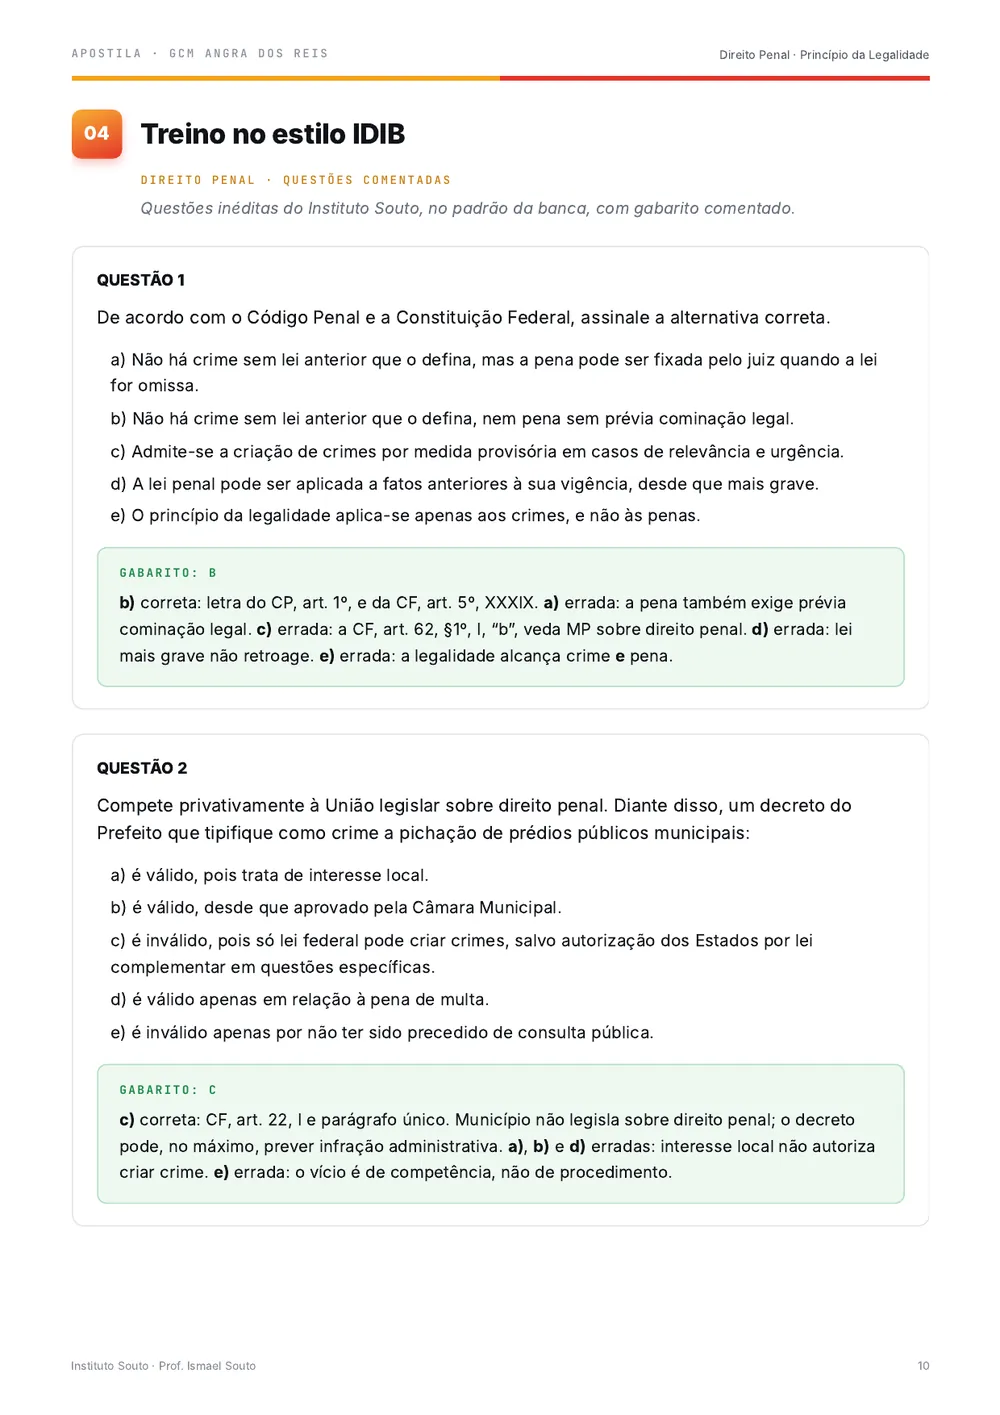 APOSTILA · GCM ANGRA DOS REIS
Direito Penal · Princípio da Legalidade
04
Treino no estilo IDIB
DIREITO PENAL · QUESTÕES COMENTADAS
Questões inéditas do Instituto Souto, no padrão da banca, com gabarito comentado.
QUESTÃO 1
De acordo com o Código Penal e a Constituição Federal, assinale a alternativa correta.
a) Não há crime sem lei anterior que o defina, mas a pena pode ser fixada pelo juiz quando a lei
for omissa.
b) Não há crime sem lei anterior que o defina, nem pena sem prévia cominação legal.
c) Admite-se a criação de crimes por medida provisória em casos de relevância e urgência.
d) A lei penal pode ser aplicada a fatos anteriores à sua vigência, desde que mais grave.
e) O princípio da legalidade aplica-se apenas aos crimes, e não às penas.
GABARITO: B
b) correta: letra do CP, art. 1º, e da CF, art. 5º, XXXIX. a) errada: a pena também exige prévia
cominação legal. c) errada: a CF, art. 62, §1º, I, “b”, veda MP sobre direito penal. d) errada: lei
mais grave não retroage. e) errada: a legalidade alcança crime e pena.
QUESTÃO 2
Compete privativamente à União legislar sobre direito penal. Diante disso, um decreto do
Prefeito que tipifique como crime a pichação de prédios públicos municipais:
a) é válido, pois trata de interesse local.
b) é válido, desde que aprovado pela Câmara Municipal.
c) é inválido, pois só lei federal pode criar crimes, salvo autorização dos Estados por lei
complementar em questões específicas.
d) é válido apenas em relação à pena de multa.
e) é inválido apenas por não ter sido precedido de consulta pública.
GABARITO: C
c) correta: CF, art. 22, I e parágrafo único. Município não legisla sobre direito penal; o decreto
pode, no máximo, prever infração administrativa. a), b) e d) erradas: interesse local não autoriza
criar crime. e) errada: o vício é de competência, não de procedimento.
Instituto Souto · Prof. Ismael Souto
10